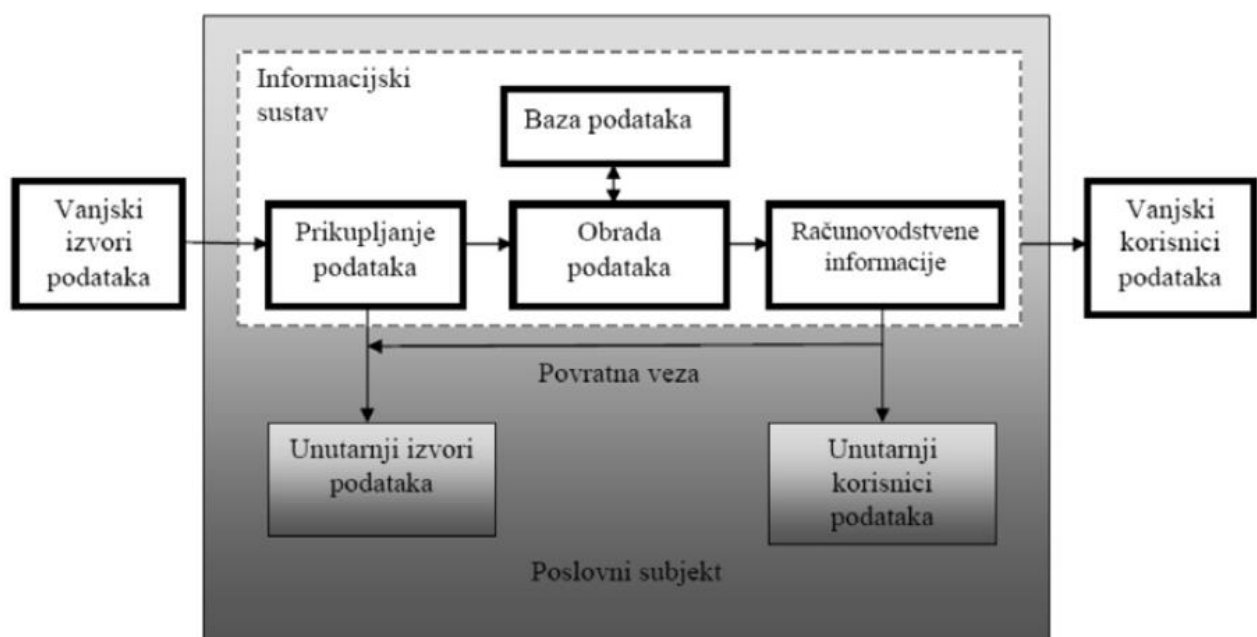 Informacijski
sustav
Baza podataka
Vanjski
izvori
podataka
Prikupljanje
podataka
Obrada
podataka
Računovodstvene
informacije
Vanjski
korisnici
podataka
Povratna veza
Unutarnji izvori
podataka
Unutarnji
korisnici
podataka
Poslovni subjekt